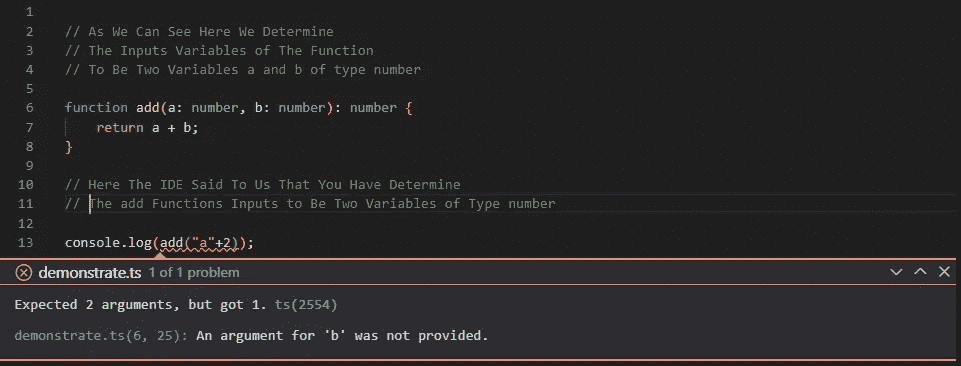 1
2 // As We Can See Here We Determine
3 // The Inputs Variables of The Function
4 // To Be Two Variables a and b of type number
5
6 function add(a: number, b: number): number {
7 return a + b;
8 }
9
10 // Here The IDE Said To Us That You Have Determine
11 // The add Functions Inputs to Be Two Variables of Type number
12
13 console.log(add("a"+2));
demonstrate.ts 1 of 1 problem
Expected 2 arguments, but got 1. ts(2554)
demonstrate.ts(6, 25): An argument for 'b' was not provided.